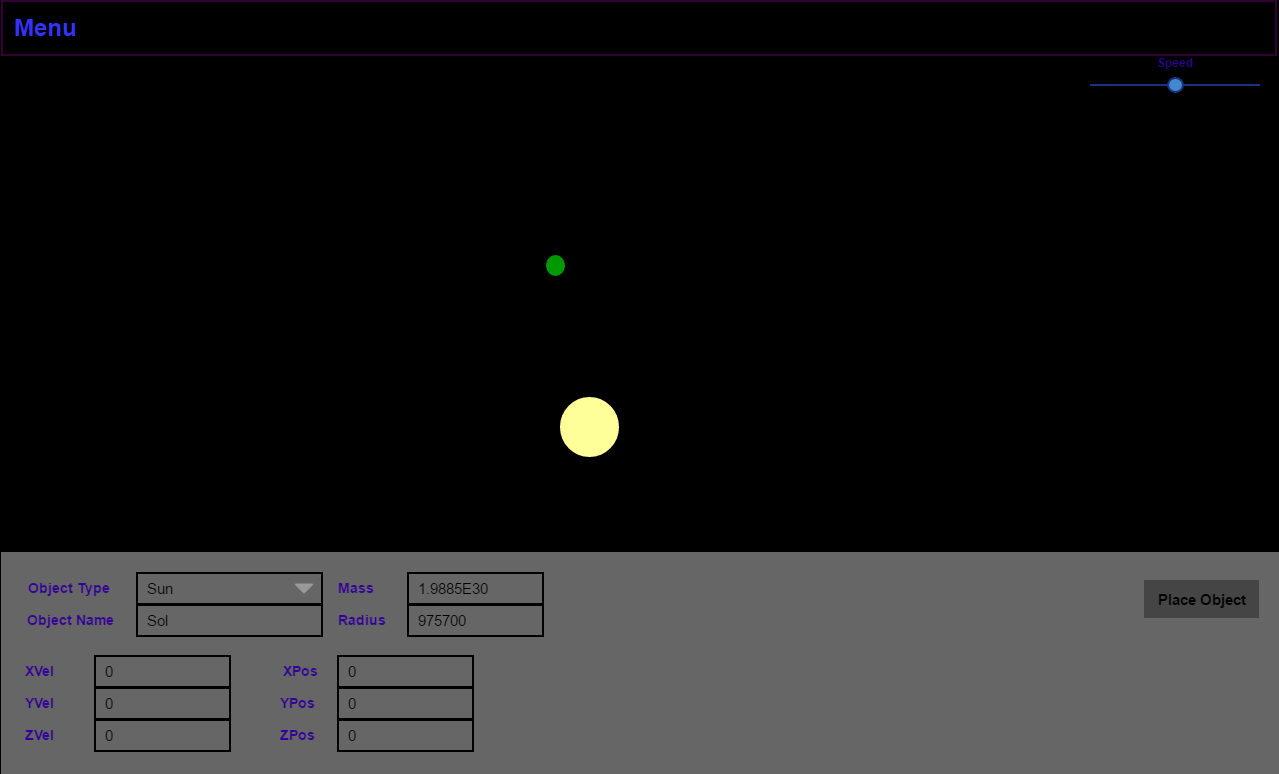 Menu
Speed
Object Type Sun Mass 1.9885E30
Place Object
Object Name Sol Radius 975700
XVel 0 XPos 0
YVel 0 YPos 0
ZVel 0 ZPos 0